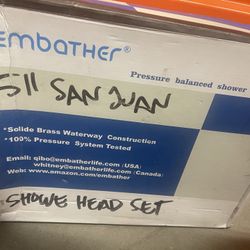 embather®
Pressure balanced shower
511 SAN JUAN
•Solide Brass Waterway Construction
•100% Pressure System Tested
Email: qibo@embatherlife.com (USA)
whitney@embatherlife.com (Canada)
Web: www.amazon.com/embather
SHOWE HEAD SET